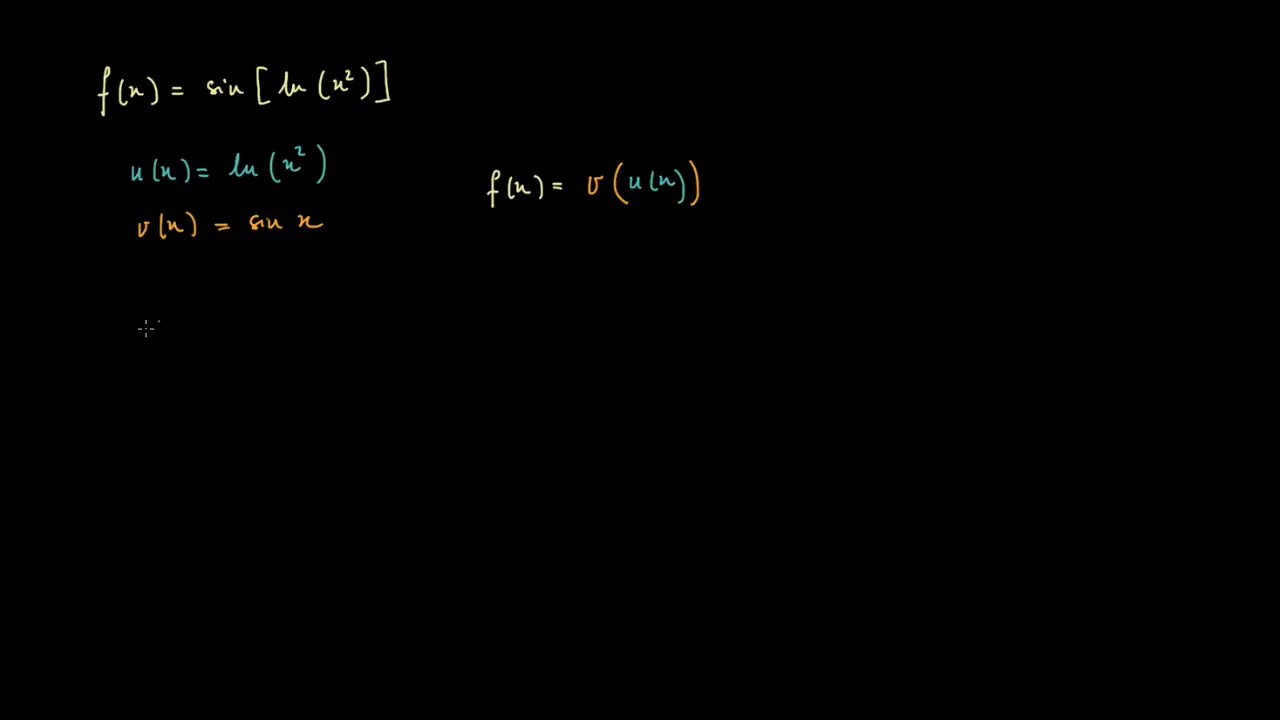 f(x) = sin [ln (x²)]
u(x) = ln (x²)
f(x) = v(u(x))
v(x) = sin x